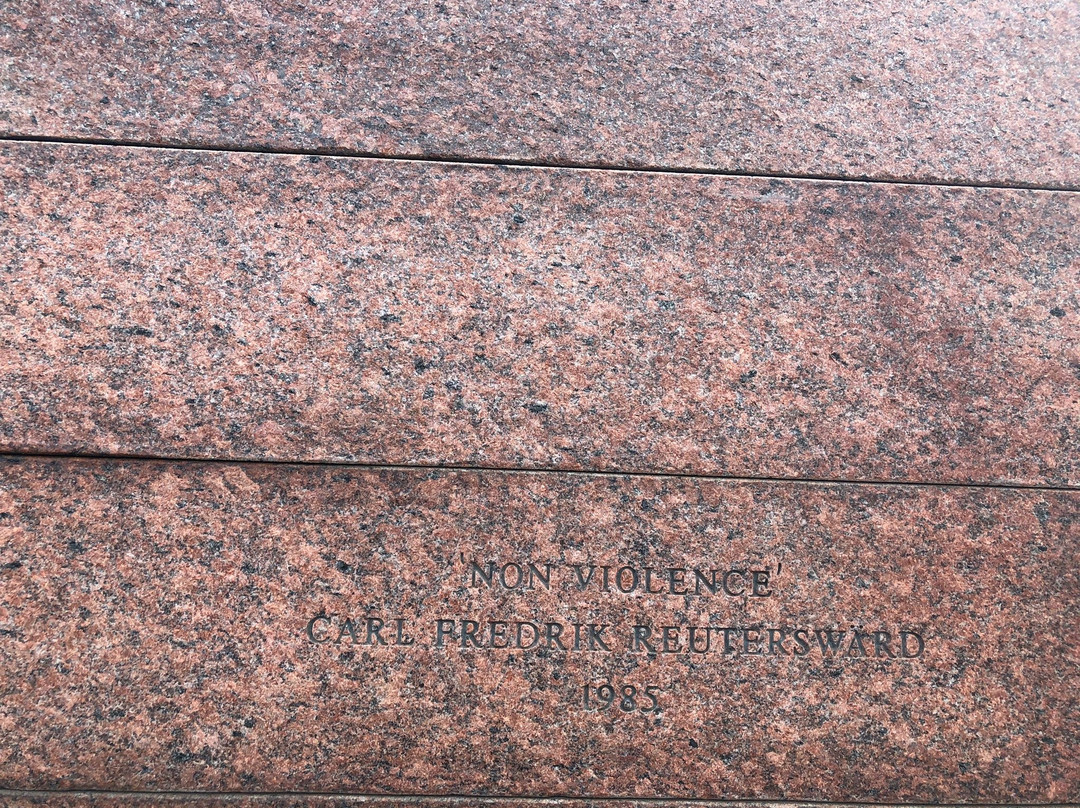 'NON VIOLENCE'
CARL FREDRIK REUTERSWÄRD
1985